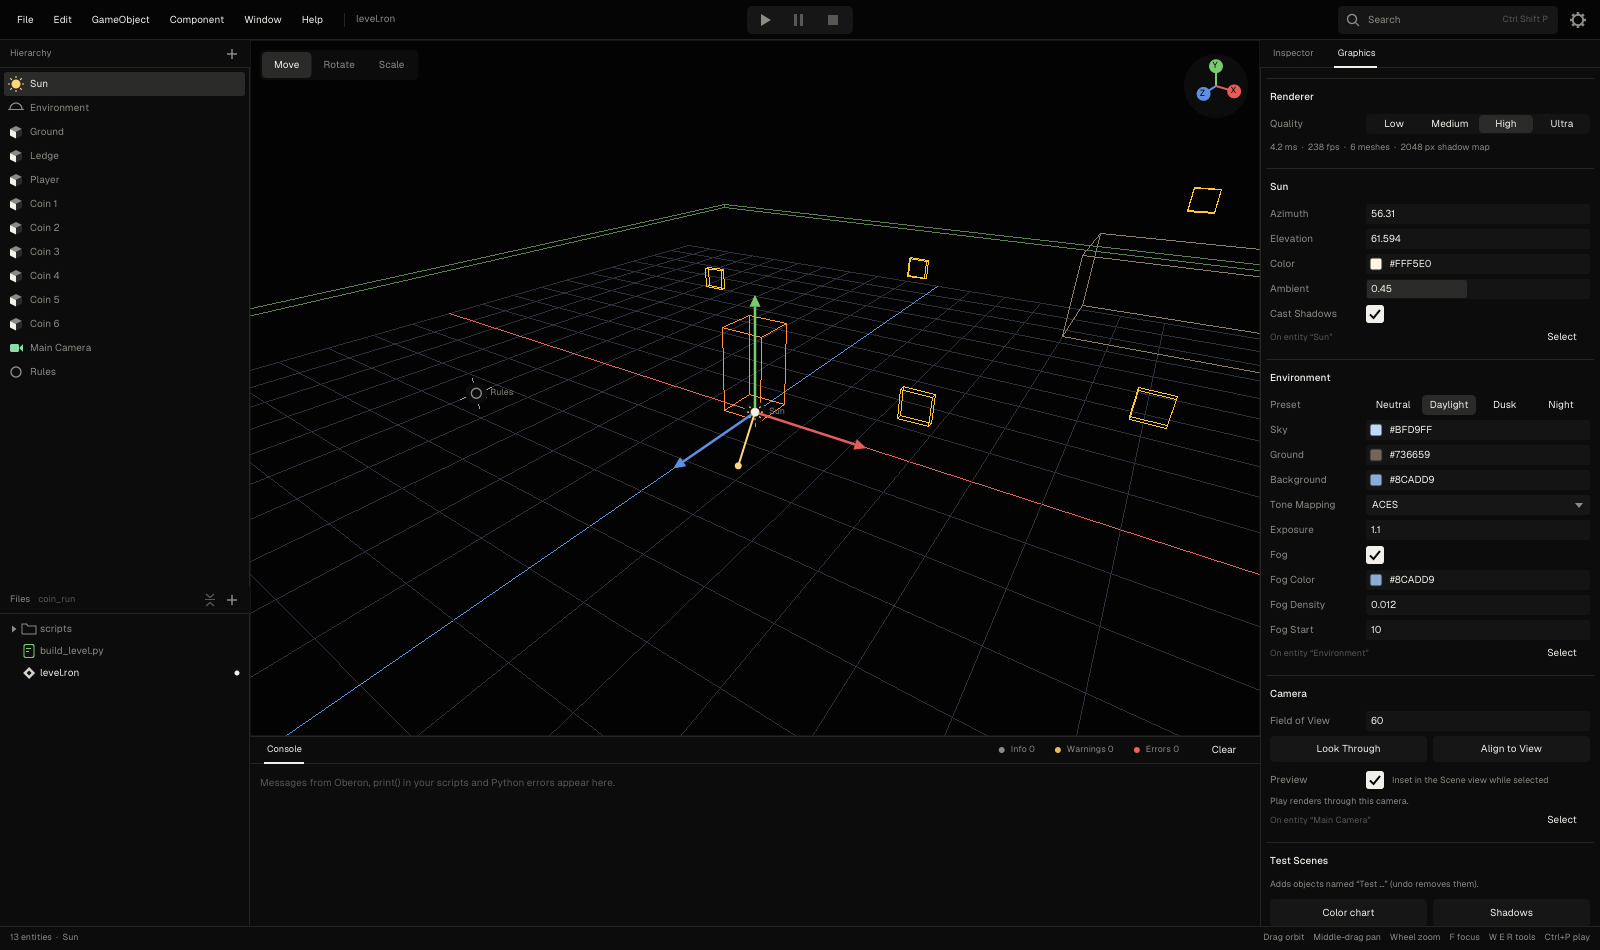 File Edit GameObject Component Window Help level.ron Search Ctrl Shift P
Hierarchy
Sun
Environment
Ground
Ledge
Player
Coin 1
Coin 2
Coin 3
Coin 4
Coin 5
Coin 6
Main Camera
Rules
Files coin_run
scripts
build_level.py
level.ron
Move Rotate Scale
Y
Z
X
Rules
Sun
Console Info 0 Warnings 0 Errors 0 Clear
Messages from Oberon, print() in your scripts and Python errors appear here.
Inspector Graphics
Renderer
Quality Low Medium High Ultra
4.2 ms · 238 fps · 6 meshes · 2048 px shadow map
Sun
Azimuth 56.31
Elevation 61.594
Color #FFF5E0
Ambient 0.45
Cast Shadows
On entity “Sun” Select
Environment
Preset Neutral Daylight Dusk Night
Sky #BFD9FF
Ground #736659
Background #8CADD9
Tone Mapping ACES
Exposure 1.1
Fog
Fog Color #8CADD9
Fog Density 0.012
Fog Start 10
On entity “Environment” Select
Camera
Field of View 60
Look Through Align to View
Preview Inset in the Scene view while selected
Play renders through this camera.
On entity “Main Camera” Select
Test Scenes
Adds objects named “Test …” (undo removes them).
Color chart Shadows
13 entities · Sun Drag orbit Middle-drag pan Wheel zoom F focus W E R tools Ctrl+P play